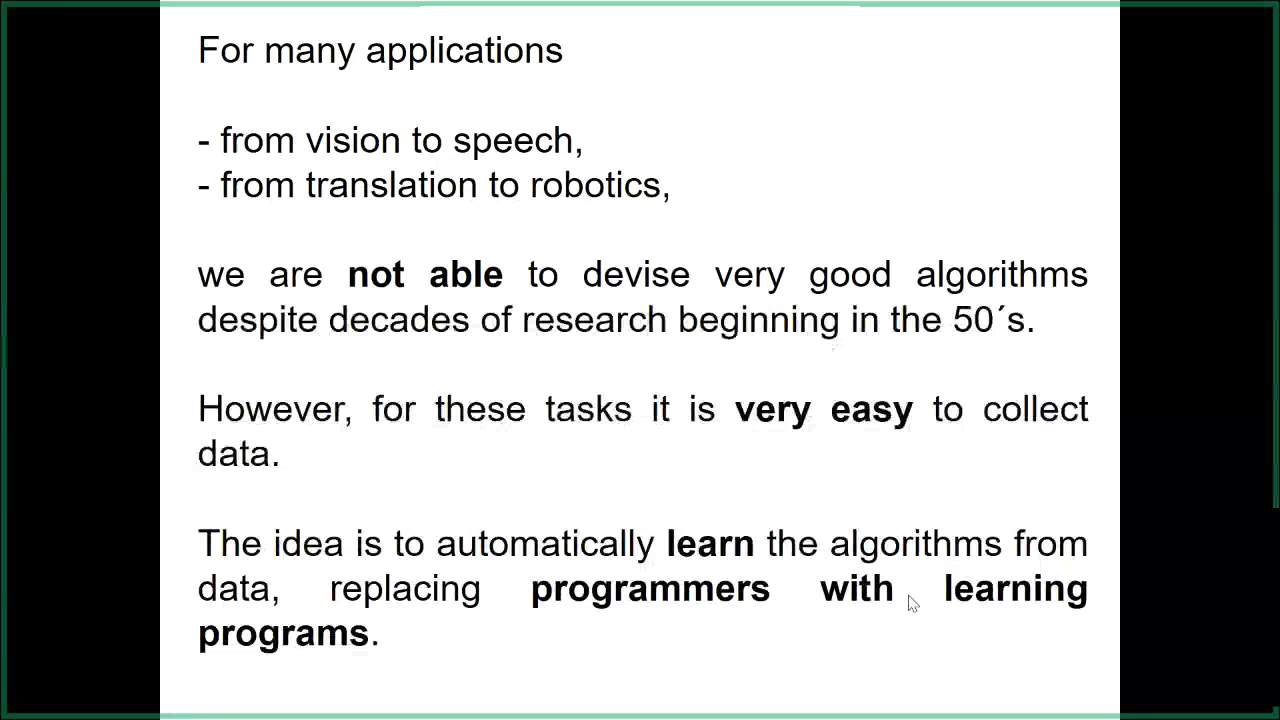 For many applications
- from vision to speech,
- from translation to robotics,
we are not able to devise very good algorithms
despite decades of research beginning in the 50´s.
However, for these tasks it is very easy to collect
data.
The idea is to automatically learn the algorithms from
data, replacing programmers with learning
programs.